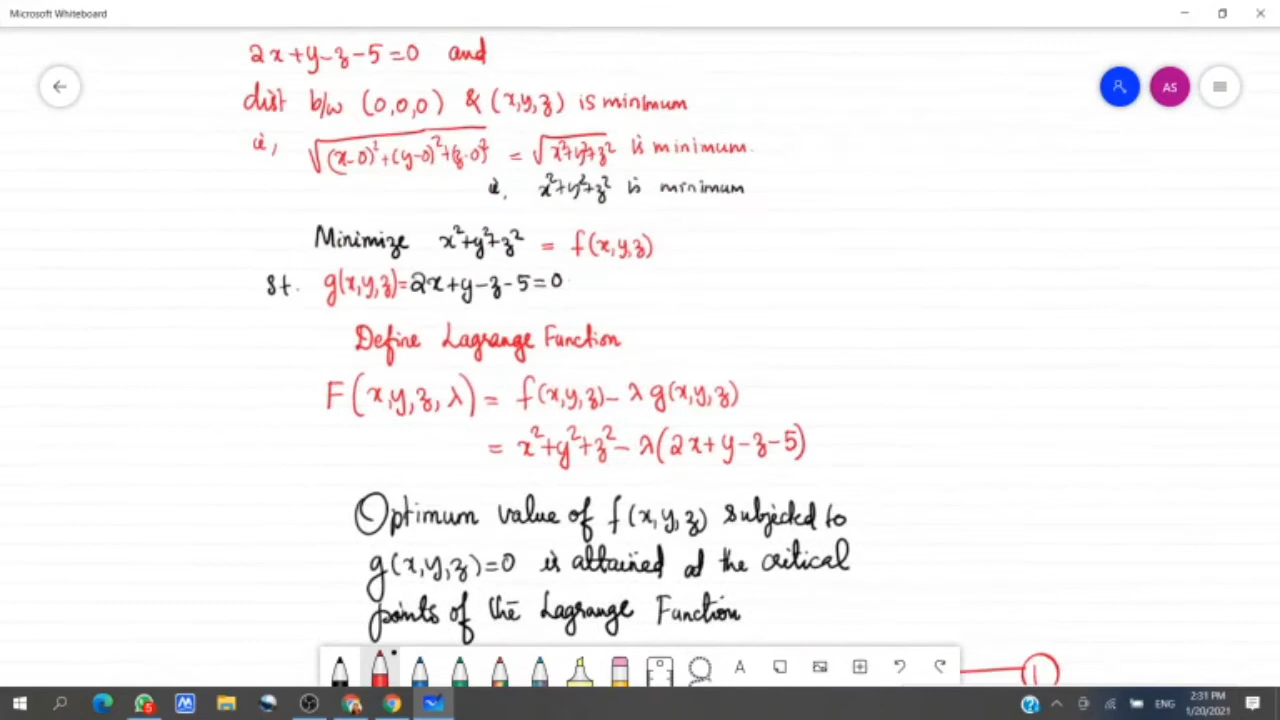 Microsoft Whiteboard
2x+y-z-5=0 and
dist b/w (0,0,0) & (x,y,z) is minimum
ie, √(x-0)²+(y-0)²+(z-0)² = √x²+y²+z² is minimum.
ie, x²+y²+z² is minimum
Minimize x²+y²+z² = f(x,y,z)
st. g(x,y,z)=2x+y-z-5=0
Define Lagrange Function
F(x,y,z,λ) = f(x,y,z)-λg(x,y,z)
= x²+y²+z²-λ(2x+y-z-5)
AS
Optimum value of f(x,y,z) subjected to
g(x,y,z)=0 is attained at the critical
points of the Lagrange Function
A
1
5
ENG
2:31 PM
1/20/2021